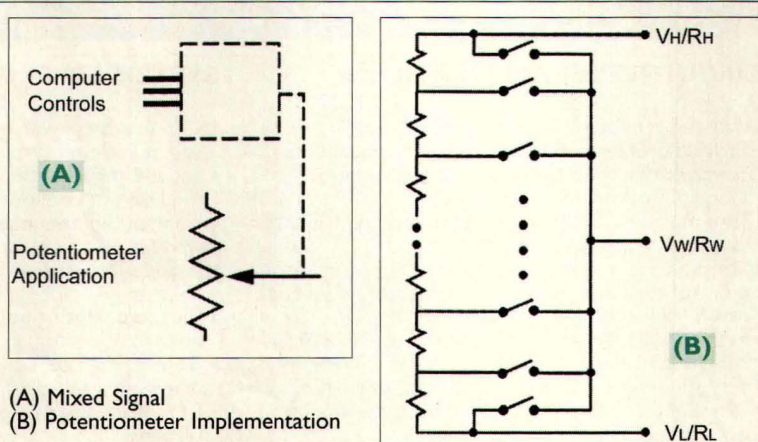 Computer
Controls
(A)
Potentiometer
Application
(A) Mixed Signal
(B) Potentiometer Implementation
VH/RH
VW/RW
(B)
VL/RL